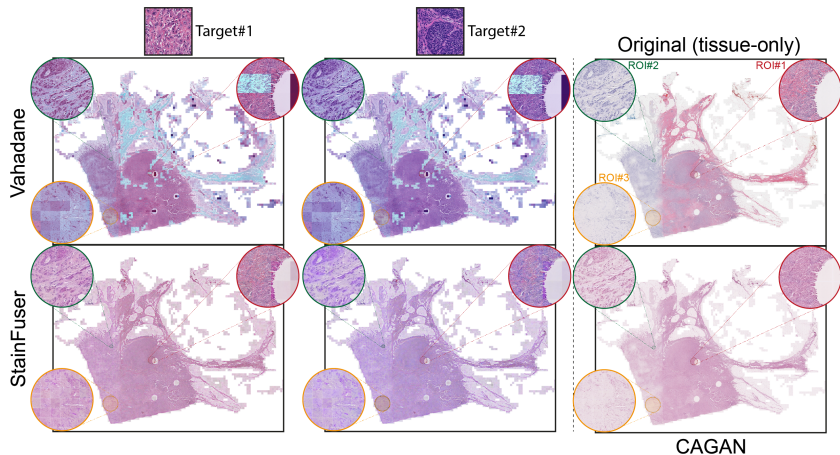 Target#1
Target#2
Original (tissue-only)
ROI#2
ROI#1
Vahadane
ROI#3
StainFuser
CAGAN